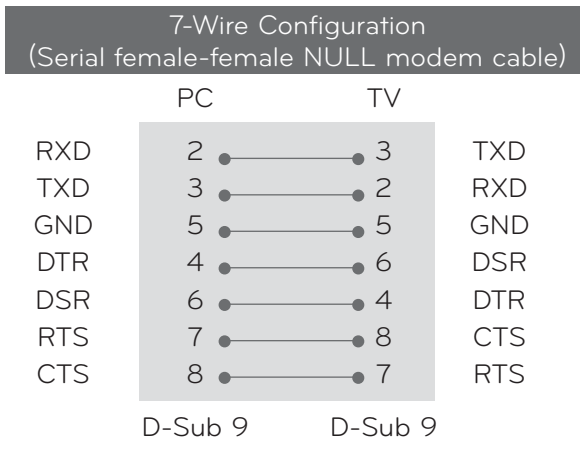 7-Wire Configuration
(Serial female-female NULL modem cable)
PC TV
RXD 2 3 TXD
TXD 3 2 RXD
GND 5 5 GND
DTR 4 6 DSR
DSR 6 4 DTR
RTS 7 8 CTS
CTS 8 7 RTS
D-Sub 9 D-Sub 9